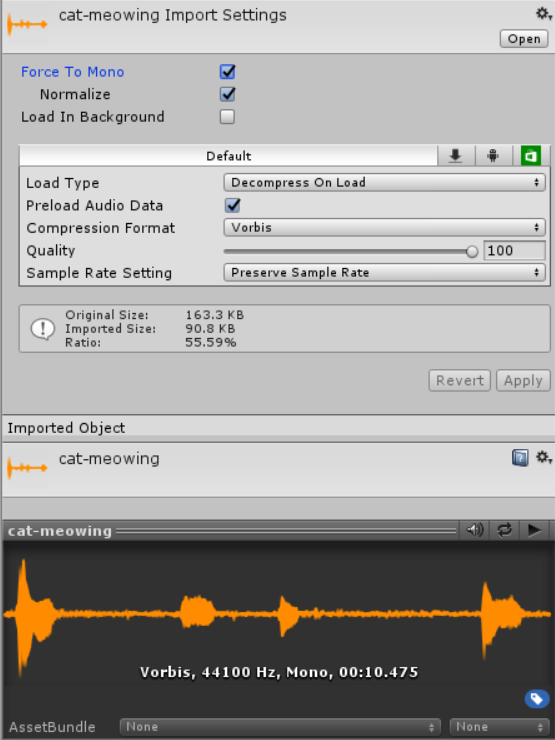 cat-meowing Import Settings
Open
Force To Mono
Normalize
Load In Background
Default
Load Type Decompress On Load
Preload Audio Data
Compression Format Vorbis
Quality 100
Sample Rate Setting Preserve Sample Rate
Original Size: 163.3 KB
Imported Size: 90.8 KB
Ratio: 55.59%
Revert Apply
Imported Object
cat-meowing
cat-meowing
Vorbis, 44100 Hz, Mono, 00:10.475
AssetBundle None None